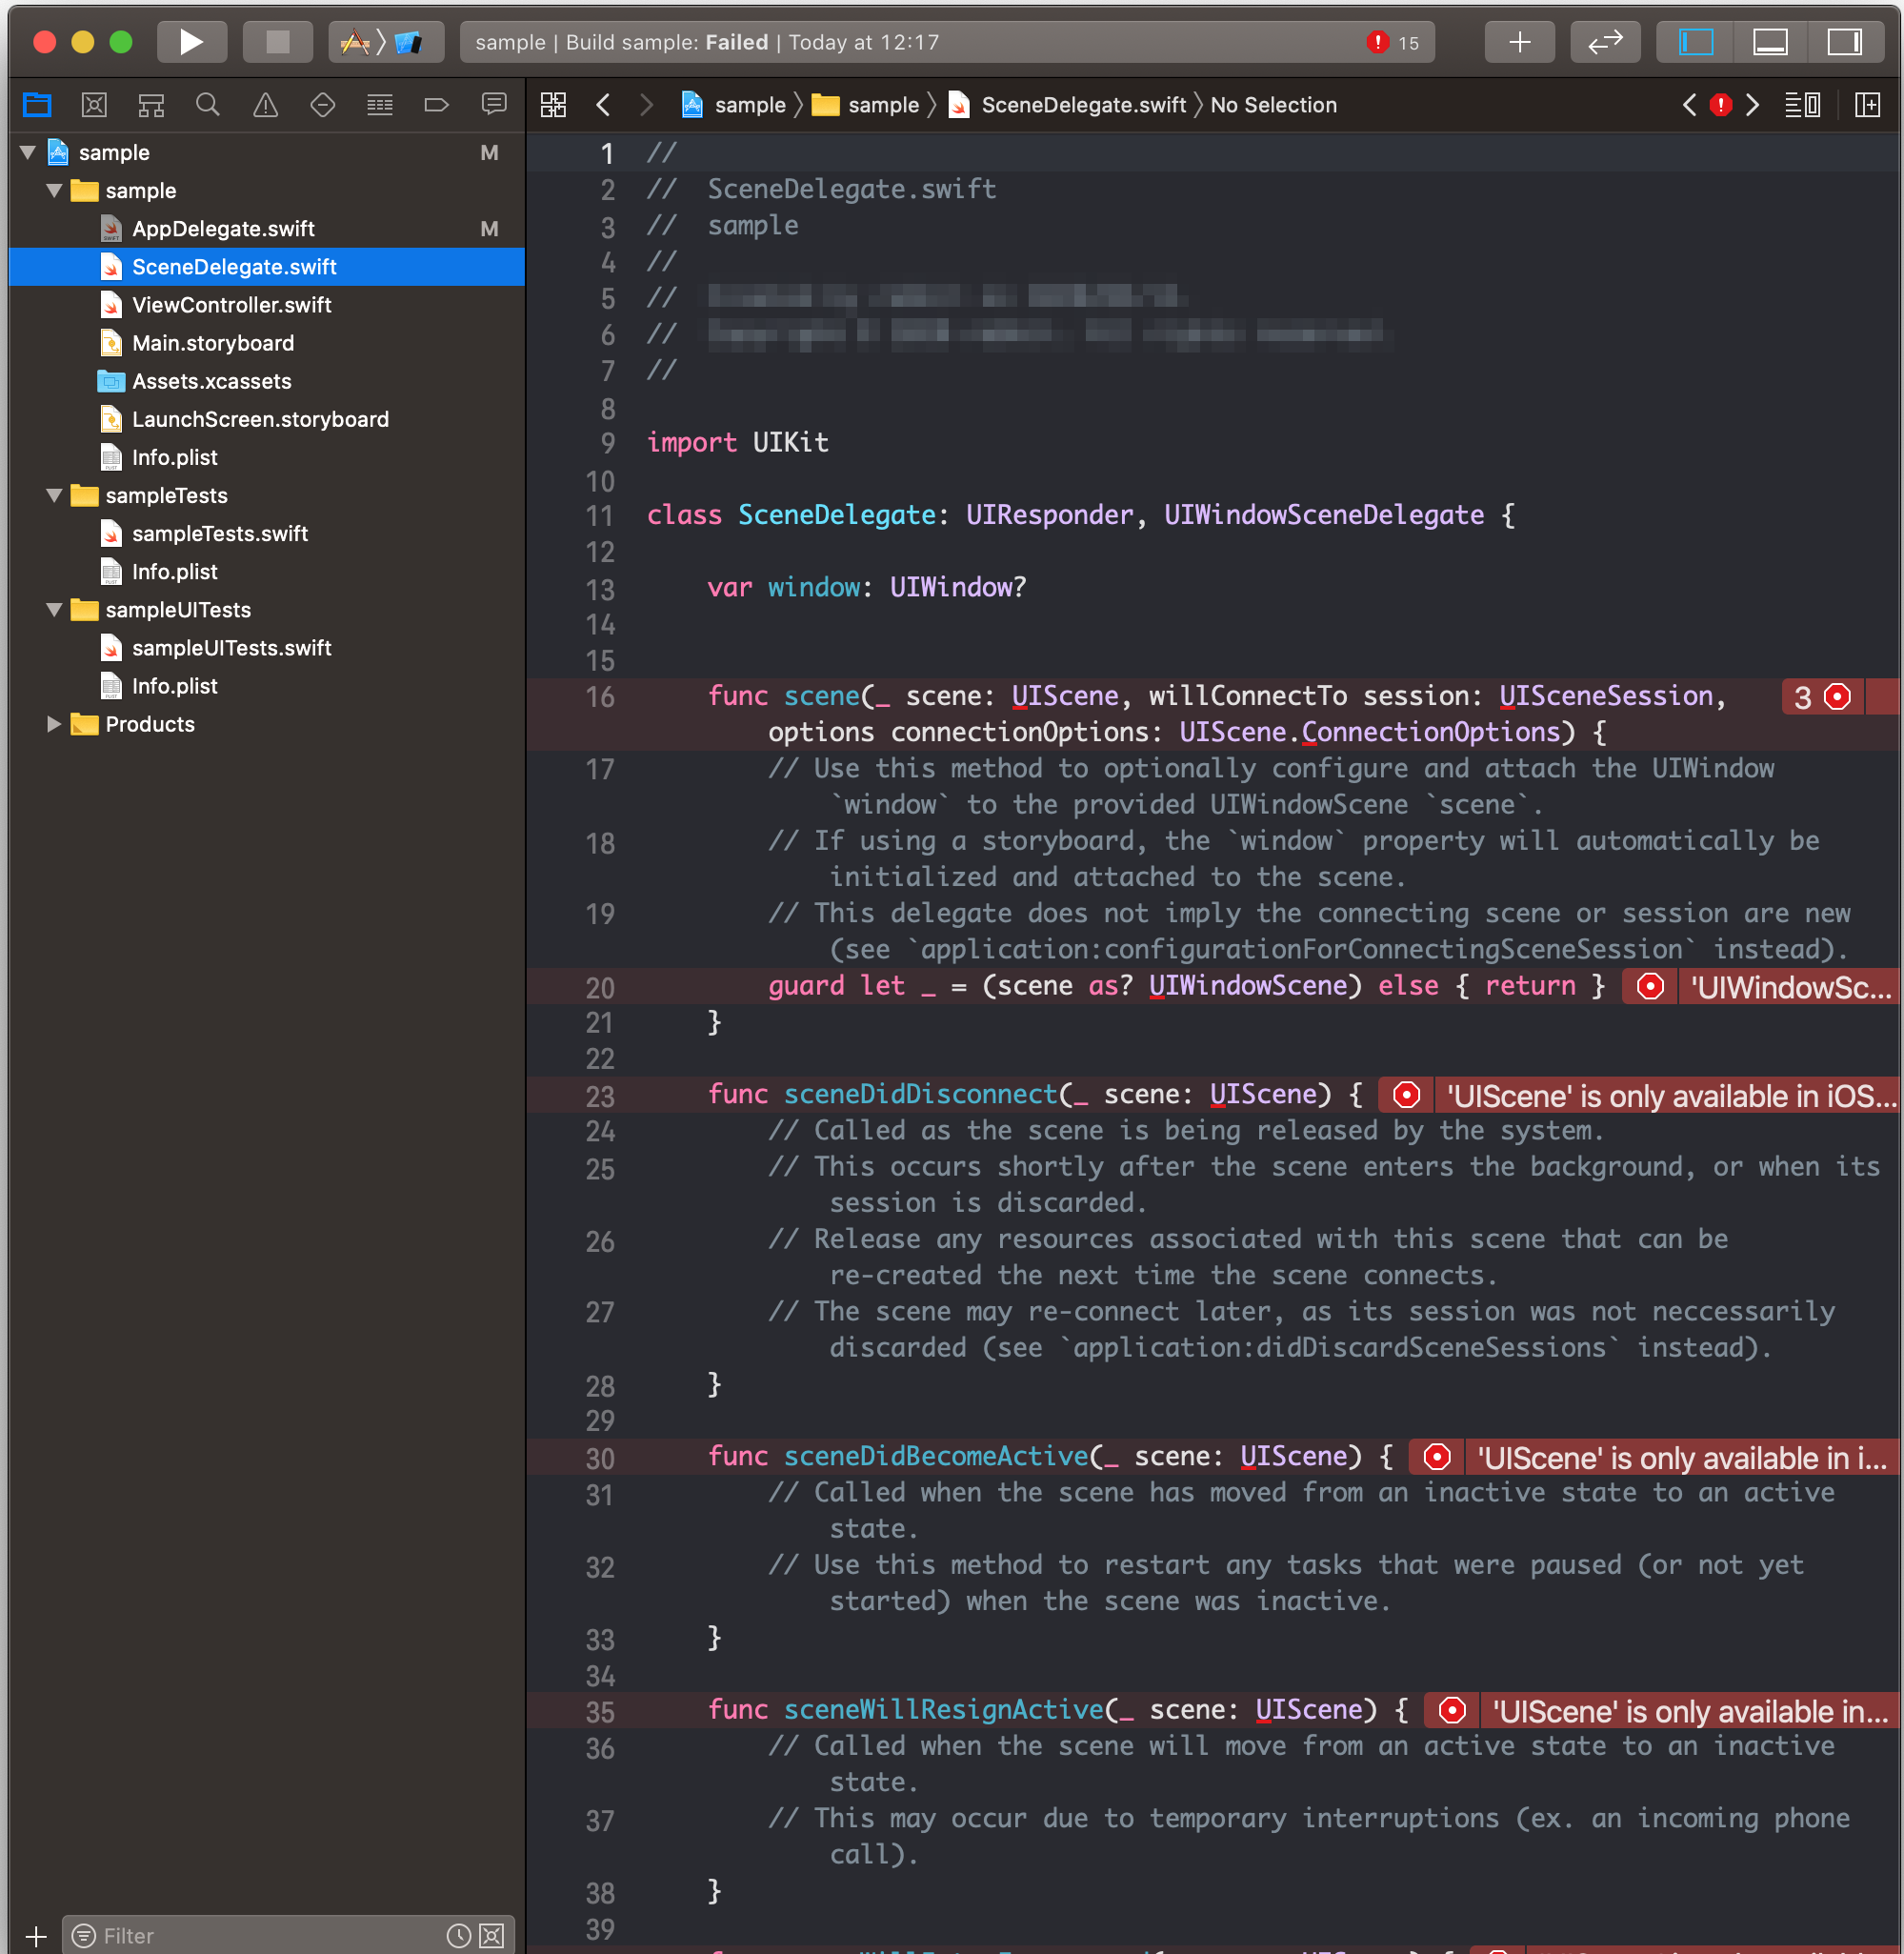 sample | Build sample: Failed | Today at 12:17
15
sample
sample
SceneDelegate.swift
No Selection
sample
M
sample
AppDelegate.swift
M
SceneDelegate.swift
ViewController.swift
Main.storyboard
Assets.xcassets
LaunchScreen.storyboard
Info.plist
sampleTests
sampleTests.swift
Info.plist
sampleUITests
sampleUITests.swift
Info.plist
Products
Filter
1 //
2 //  SceneDelegate.swift
3 //  sample
4 //
5 //
6 //
7 //
8
9 import UIKit
10
11 class SceneDelegate: UIResponder, UIWindowSceneDelegate {
12
13 var window: UIWindow?
14
15
16 func scene(_ scene: UIScene, willConnectTo session: UISceneSession,
3
options connectionOptions: UIScene.ConnectionOptions) {
17 // Use this method to optionally configure and attach the UIWindow
`window` to the provided UIWindowScene `scene`.
18 // If using a storyboard, the `window` property will automatically be
initialized and attached to the scene.
19 // This delegate does not imply the connecting scene or session are new
(see `application:configurationForConnectingSceneSession` instead).
20 guard let _ = (scene as? UIWindowScene) else { return }
'UIWindowSc...
21 }
22
23 func sceneDidDisconnect(_ scene: UIScene) {
'UIScene' is only available in iOS...
24 // Called as the scene is being released by the system.
25 // This occurs shortly after the scene enters the background, or when its
session is discarded.
26 // Release any resources associated with this scene that can be
re-created the next time the scene connects.
27 // The scene may re-connect later, as its session was not neccessarily
discarded (see `application:didDiscardSceneSessions` instead).
28 }
29
30 func sceneDidBecomeActive(_ scene: UIScene) {
'UIScene' is only available in i...
31 // Called when the scene has moved from an inactive state to an active
state.
32 // Use this method to restart any tasks that were paused (or not yet
started) when the scene was inactive.
33 }
34
35 func sceneWillResignActive(_ scene: UIScene) {
'UIScene' is only available in...
36 // Called when the scene will move from an active state to an inactive
state.
37 // This may occur due to temporary interruptions (ex. an incoming phone
call).
38 }
39